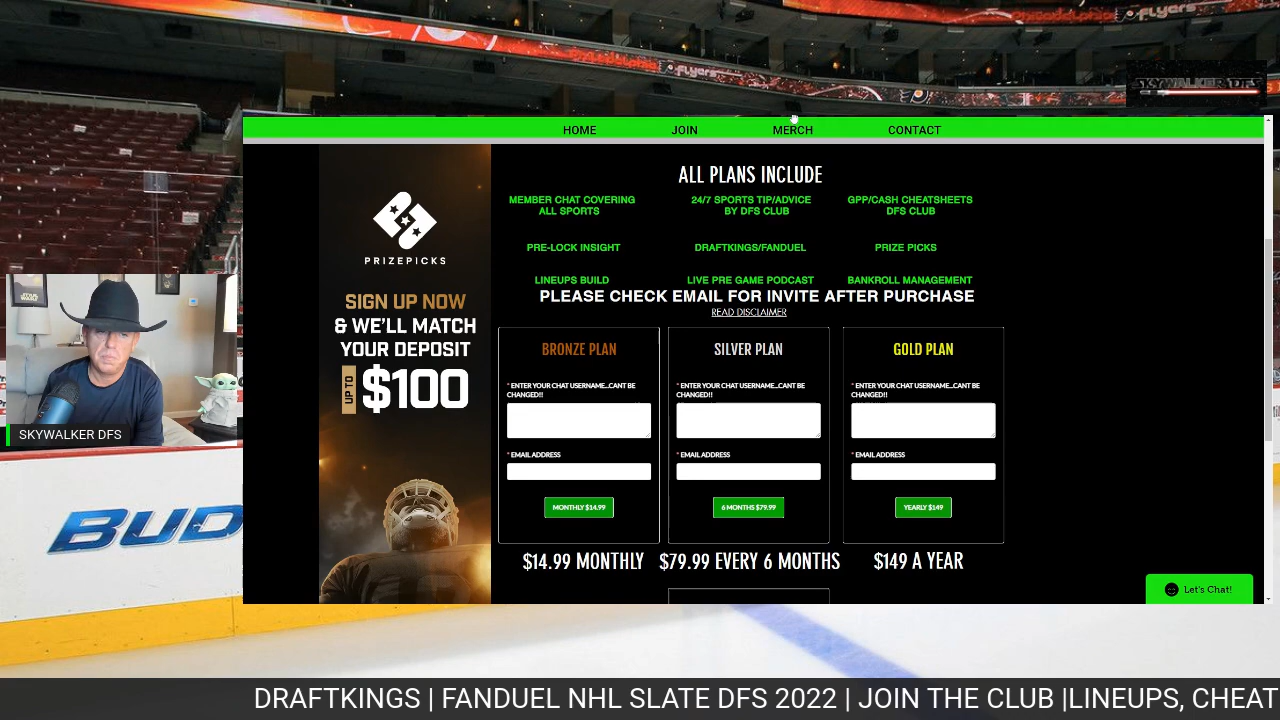 flyers
flyers
SKYWALKER DFS
HOME JOIN MERCH CONTACT
ALL PLANS INCLUDE
MEMBER CHAT COVERING ALL SPORTS
24/7 SPORTS TIP/ADVICE BY DFS CLUB
GPP/CASH CHEATSHEETS DFS CLUB
PRE-LOCK INSIGHT
DRAFTKINGS/FANDUEL
PRIZE PICKS
LINEUPS BUILD
LIVE PRE GAME PODCAST
BANKROLL MANAGEMENT
PLEASE CHECK EMAIL FOR INVITE AFTER PURCHASE
READ DISCLAIMER
PRIZEPICKS
SIGN UP NOW
& WE'LL MATCH
YOUR DEPOSIT
UP TO $100
BRONZE PLAN
* ENTER YOUR CHAT USERNAME...CANT BE
CHANGED!!
* EMAIL ADDRESS
MONTHLY $14.99
$14.99 MONTHLY
SILVER PLAN
* ENTER YOUR CHAT USERNAME...CANT BE
CHANGED!!
* EMAIL ADDRESS
6 MONTHS $79.99
$79.99 EVERY 6 MONTHS
GOLD PLAN
* ENTER YOUR CHAT USERNAME...CANT BE
CHANGED!!
* EMAIL ADDRESS
YEARLY $149
$149 A YEAR
Let's Chat!
SKYWALKER DFS
BUD
DRAFTKINGS | FANDUEL NHL SLATE DFS 2022 | JOIN THE CLUB |LINEUPS, CHEAT